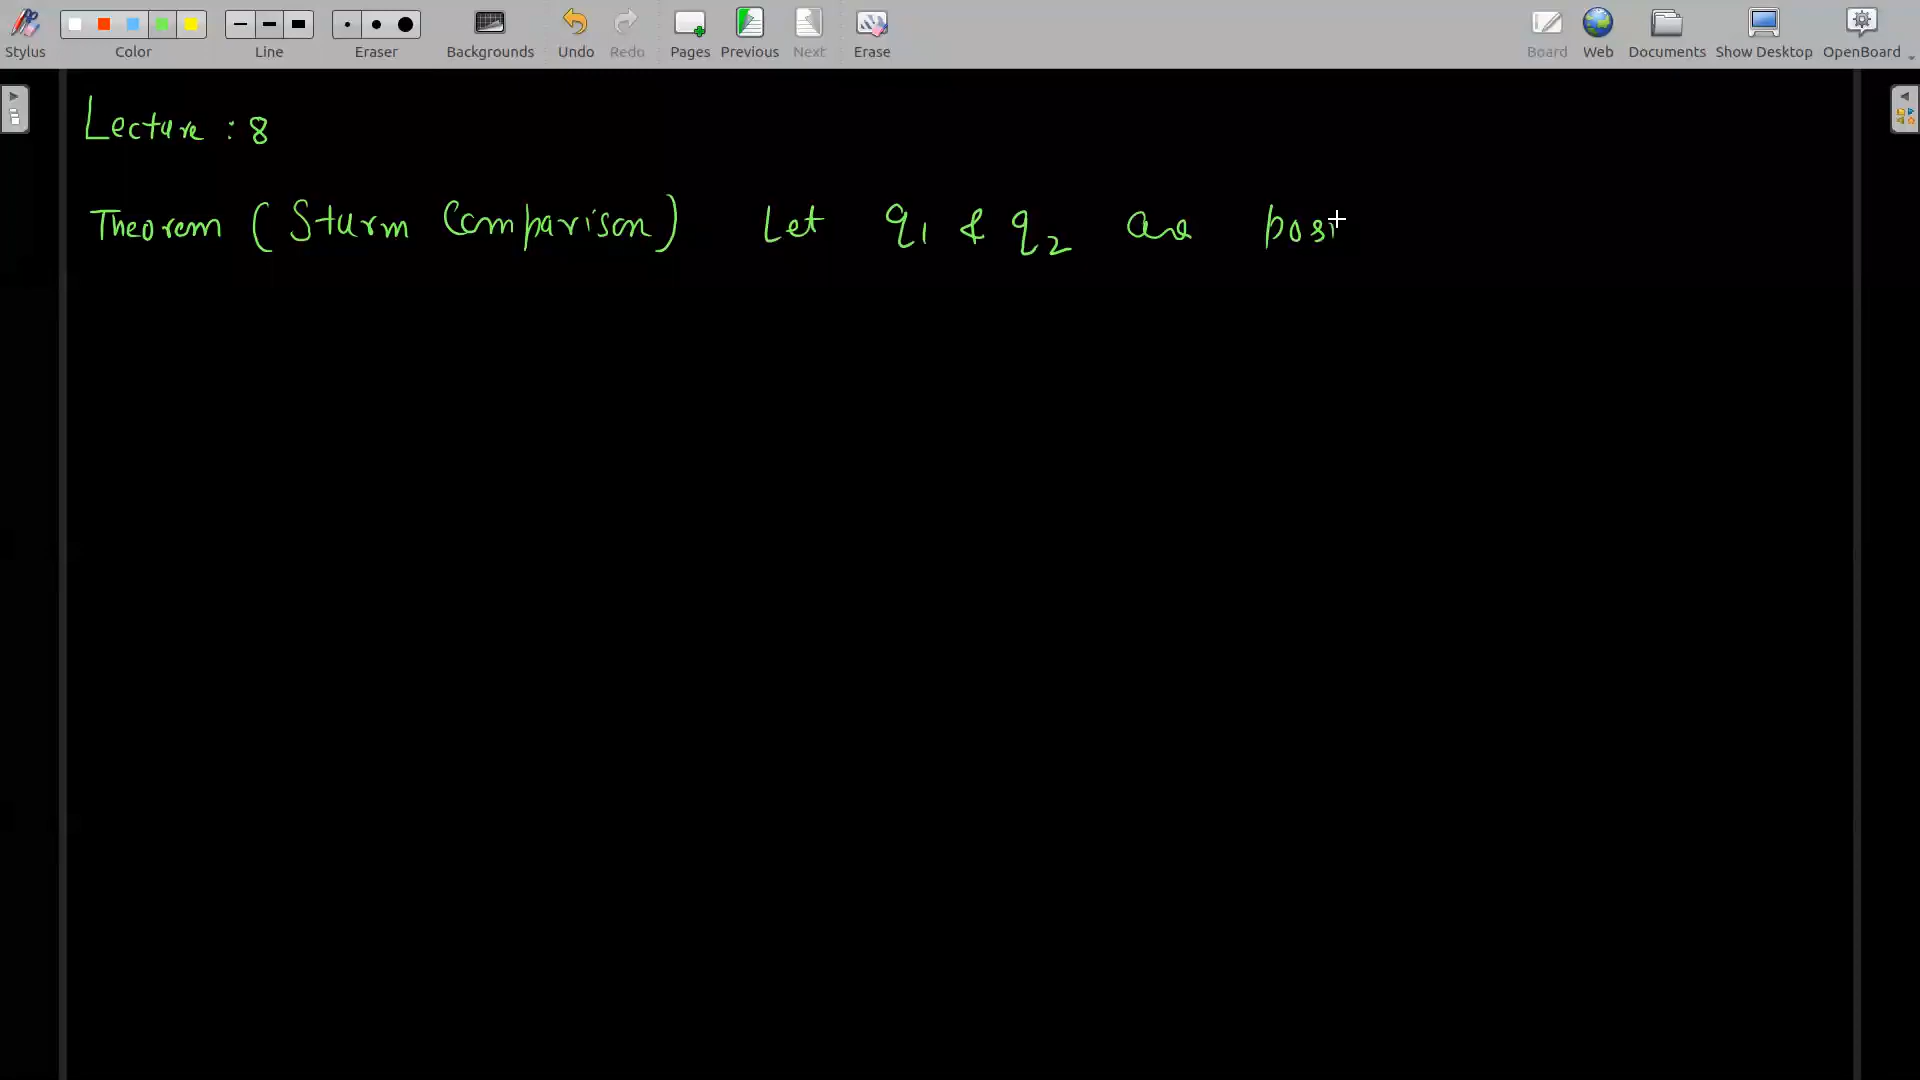 Stylus Color Line Eraser Backgrounds Undo Redo Pages Previous Next Erase Board Web Documents Show Desktop OpenBoard
Lecture : 8
Theorem (Sturm Comparison) Let q1 & q2 are posi